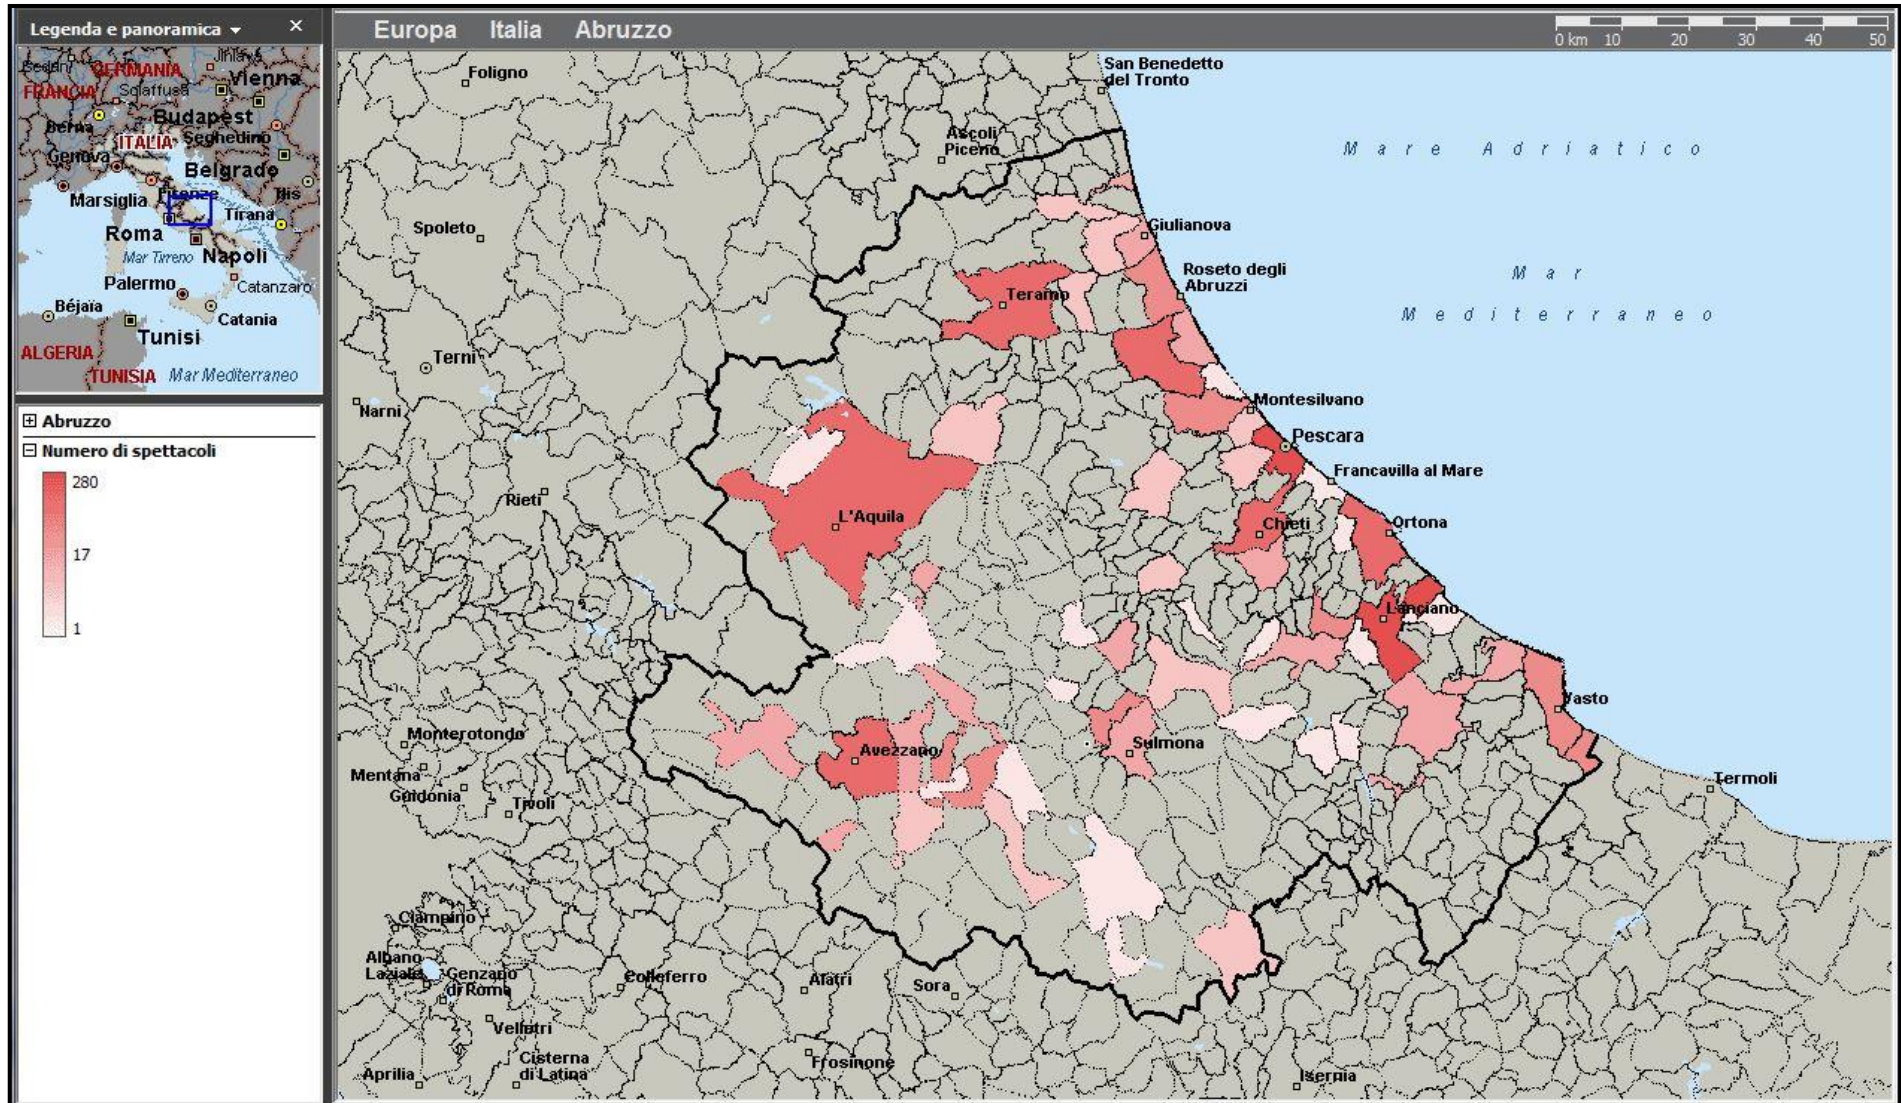 Legenda e panoramica
Europa Italia Abruzzo
0 km 10 20 30 40 50
GERMANIA
Vienna
FRANCIA
Sciaffusa
Budapest
Berna
ITALIA
Seghedino
Genova
Belgrado
Marsiglia
Firenze
Nis
Tirana
Roma
Mar Tirreno
Napoli
Palermo
Catanzaro
Béjaïa
Catania
Tunisi
ALGERIA
TUNISIA
Mar Mediterraneo
Abruzzo
Numero di spettacoli
280
17
1
Foligno
San Benedetto
del Tronto
Ascoli
Piceno
Mare Adriatico
Spoleto
Giulianova
Roseto degli
Abruzzi
Mar
Mediterraneo
Teramo
Terni
Narni
Montesilvano
Pescara
Francavilla al Mare
Rieti
L'Aquila
Chieti
Ortona
Lanciano
Vasto
Monterotondo
Avezzano
Sulmona
Mentana
Guidonia
Tivoli
Termoli
Ciampino
Albano
Laziale
Genzano
di Roma
Colleferro
Alatri
Sora
Velletri
Cisterna
di Latina
Frosinone
Aprilia
Isernia